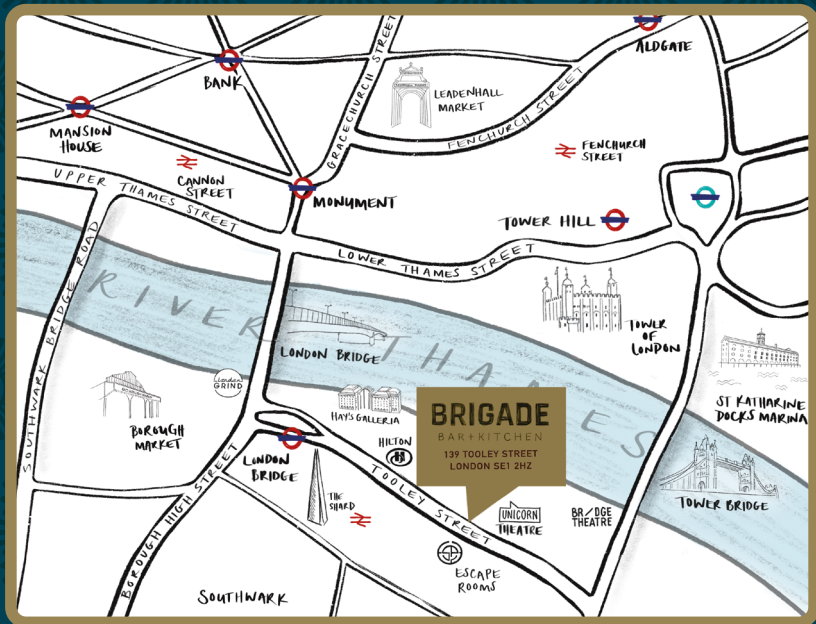 ALDGATE
BANK
GRACECHURCH STREET
LEADENHALL
MARKET
FENCHURCH STREET
MANSION
HOUSE
CANNON
STREET
FENCHURCH
STREET
UPPER THAMES STREET
MONUMENT
TOWER HILL
LOWER THAMES STREET
SOUTHWARK BRIDGE ROAD
RIVER THAMES
LONDON BRIDGE
TOWER
OF
LONDON
London
GRIND
HAY'S GALLERIA
ST KATHARINE
DOCKS MARINA
BOROUGH
MARKET
BRIGADE
BAR + KITCHEN
139 TOOLEY STREET
LONDON SE1 2HZ
HILTON
H
LONDON
BRIDGE
TOOLEY STREET
THE
SHARD
TOWER BRIDGE
UNICORN
THEATRE
BR/DGE
THEATRE
BOROUGH HIGH STREET
ESCAPE
ROOMS
SOUTHWARK